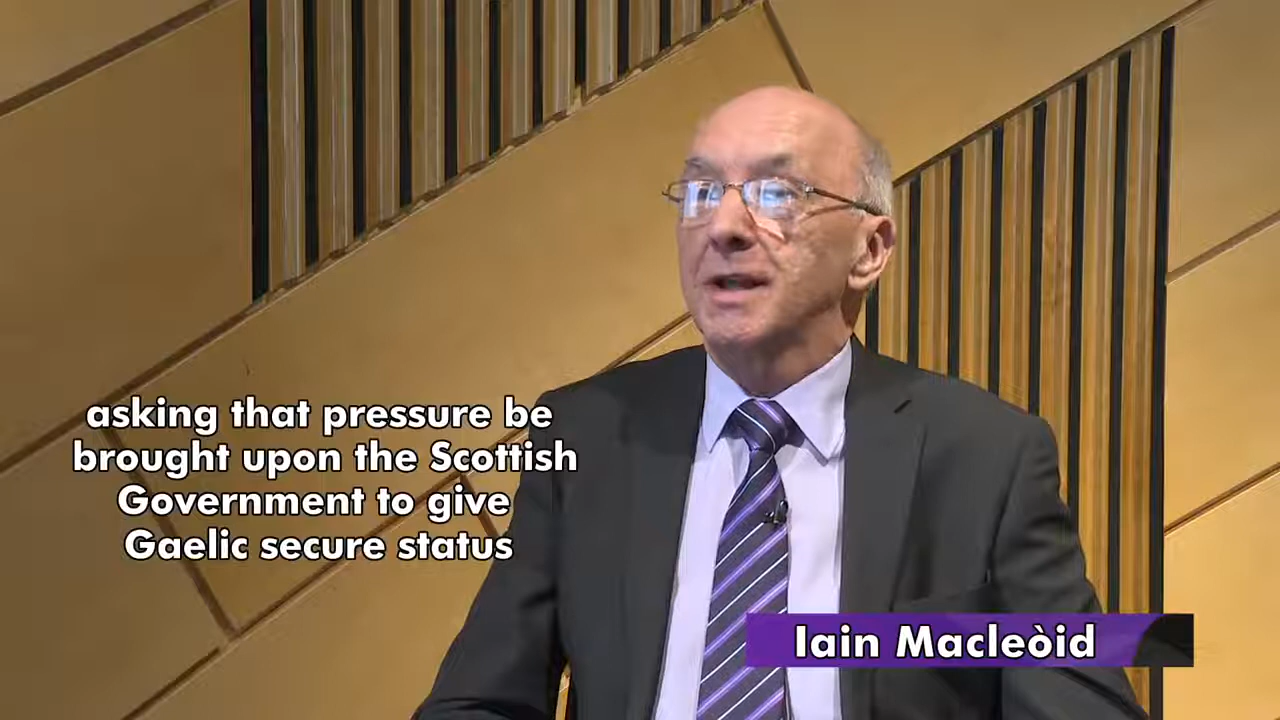 asking that pressure be
brought upon the Scottish
Government to give
Gaelic secure status
Iain Macleòid